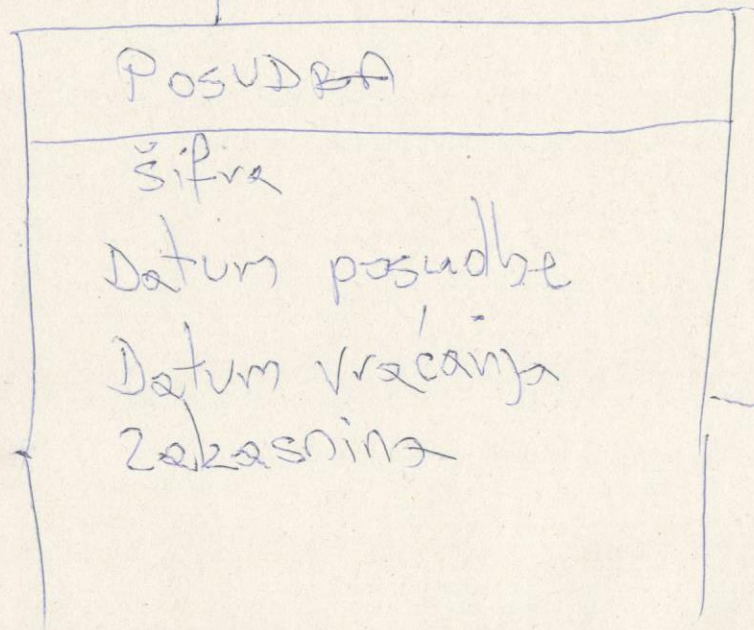 POSUDBA
šifra
Datum posudbe
Datum vraćanja
Zakasnina